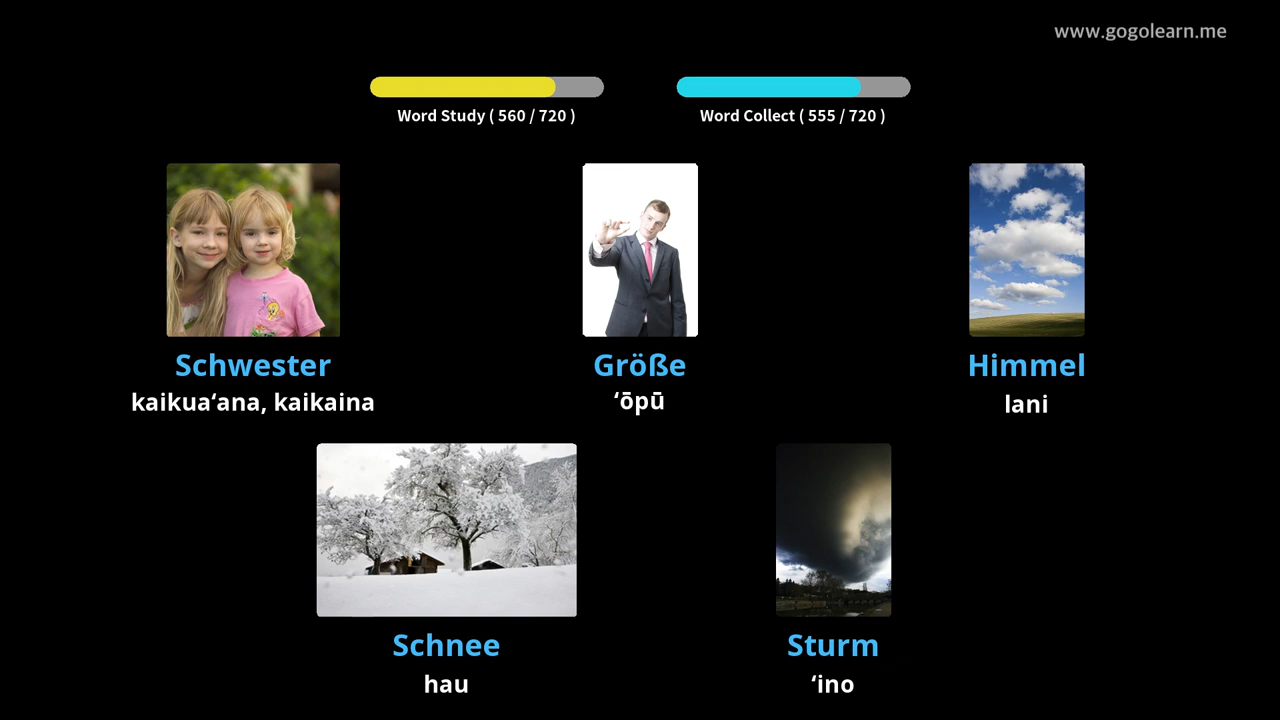 www.gogolearn.me
Word Study ( 560 / 720 )
Word Collect ( 555 / 720 )
Schwester
kaikuaʻana, kaikaina
Größe
ʻōpū
Himmel
lani
Schnee
hau
Sturm
ʻino